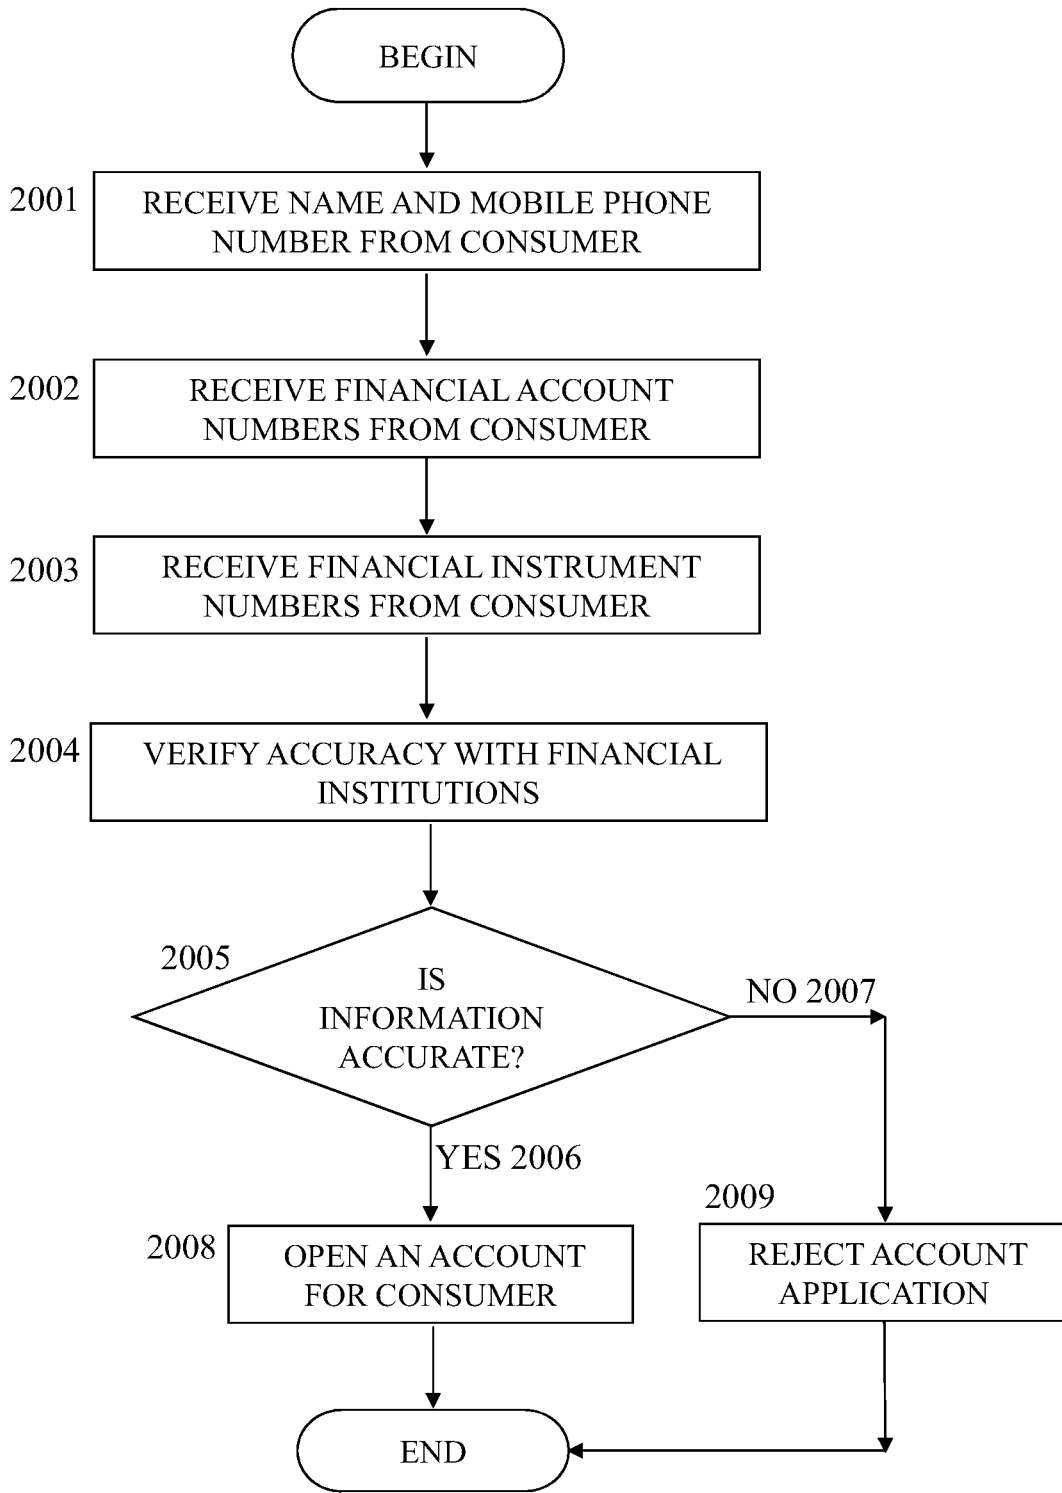 BEGIN
2001
RECEIVE NAME AND MOBILE PHONE
NUMBER FROM CONSUMER
2002
RECEIVE FINANCIAL ACCOUNT
NUMBERS FROM CONSUMER
2003
RECEIVE FINANCIAL INSTRUMENT
NUMBERS FROM CONSUMER
2004
VERIFY ACCURACY WITH FINANCIAL
INSTITUTIONS
2005
IS
INFORMATION
ACCURATE?
NO 2007
YES 2006
2008
OPEN AN ACCOUNT
FOR CONSUMER
2009
REJECT ACCOUNT
APPLICATION
END